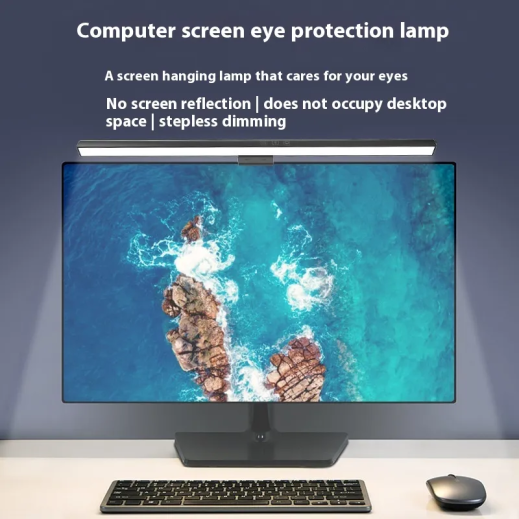 Computer screen eye protection lamp
A screen hanging lamp that cares for your eyes
No screen reflection | does not occupy desktop
space | stepless dimming